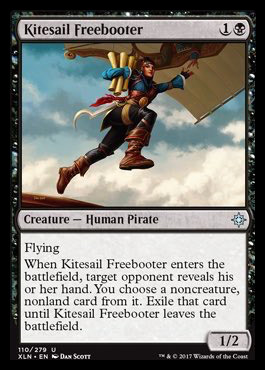 Kitesail Freebooter 1
Creature — Human Pirate
Flying
When Kitesail Freebooter enters the
battlefield, target opponent reveals his
or her hand. You choose a noncreature,
nonland card from it. Exile that card
until Kitesail Freebooter leaves the
battlefield.
1/2
110/279 U
XLN • EN DAN SCOTT ™ & © 2017 Wizards of the Coast